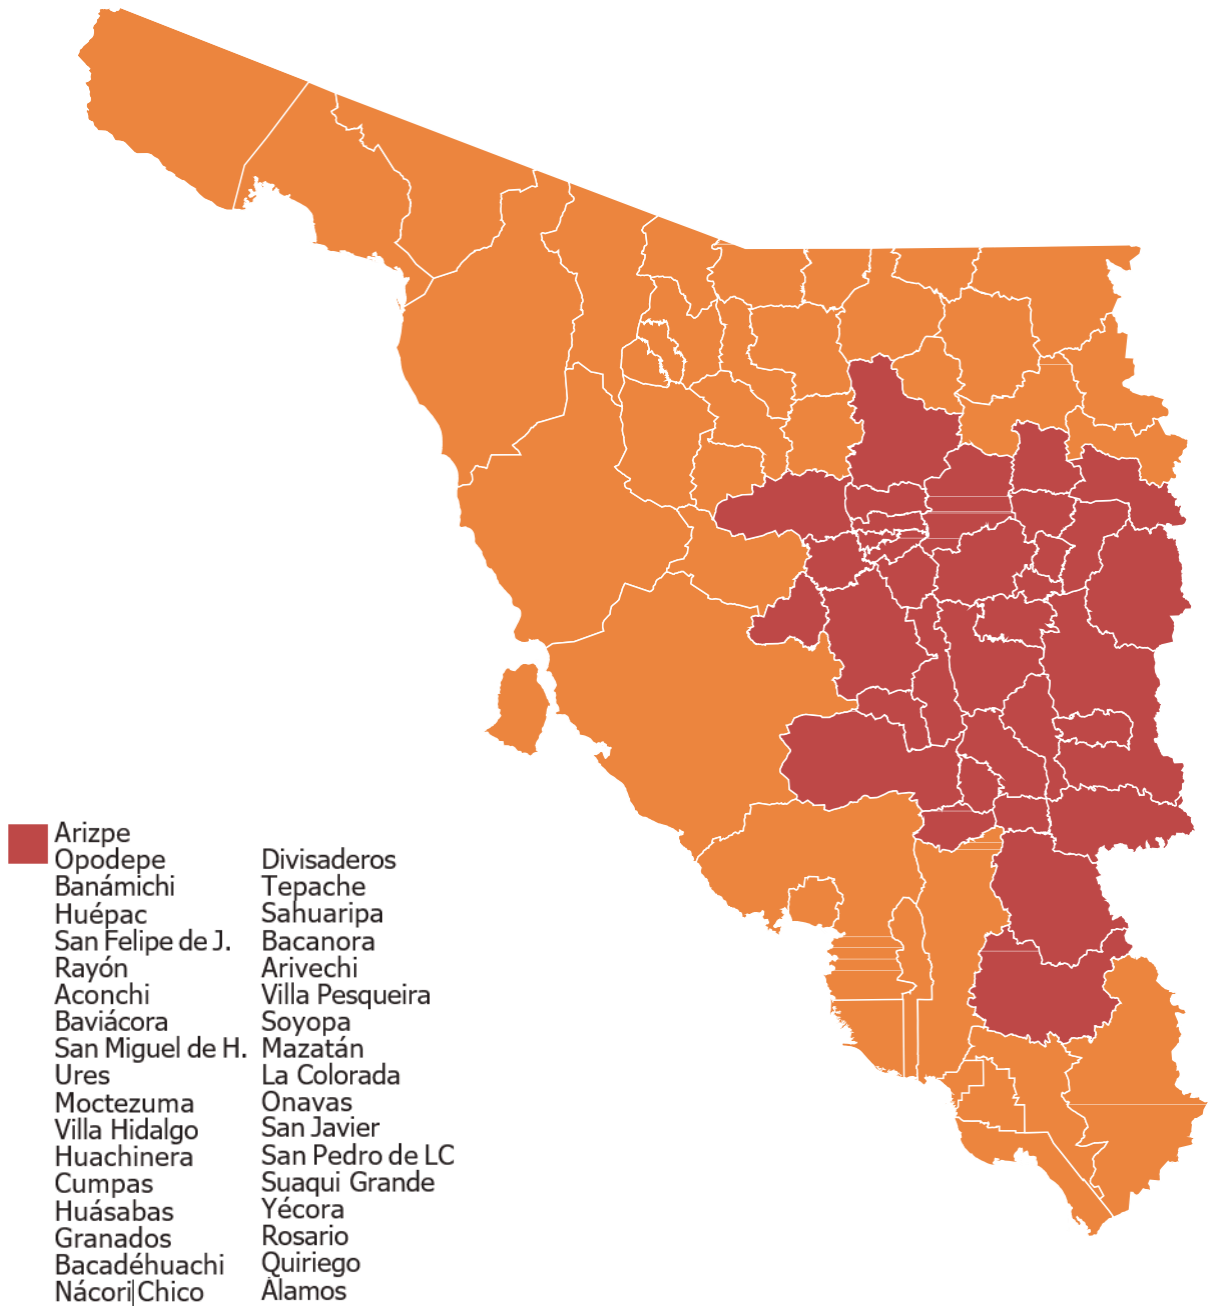 Arizpe
Opodepe
Banámichi
Huépac
San Felipe de J.
Rayón
Aconchi
Baviácora
San Miguel de H.
Ures
Moctezuma
Villa Hidalgo
Huachinera
Cumpas
Huásabas
Granados
Bacadéhuachi
Nácori Chico
Divisaderos
Tepache
Sahuaripa
Bacanora
Arivechi
Villa Pesqueira
Soyopa
Mazatán
La Colorada
Onavas
San Javier
San Pedro de LC
Suaqui Grande
Yécora
Rosario
Quiriego
Álamos